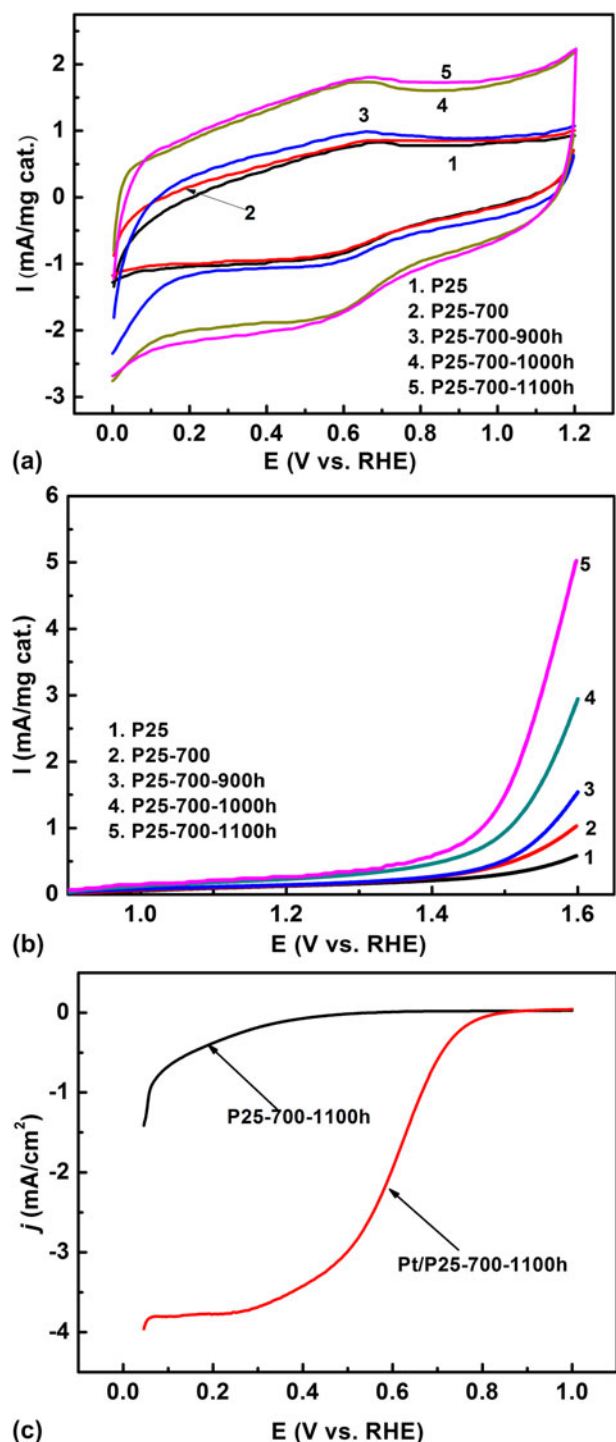 2
1
0
-1
-2
-3
I (mA/mg cat.)
5
4
3
1
2
1. P25
2. P25-700
3. P25-700-900h
4. P25-700-1000h
5. P25-700-1100h
0.0 0.2 0.4 0.6 0.8 1.0 1.2
(a) E (V vs. RHE)
6
5
4
3
2
1
0
I (mA/mg cat.)
5
4
3
2
1
1. P25
2. P25-700
3. P25-700-900h
4. P25-700-1000h
5. P25-700-1100h
1.0 1.2 1.4 1.6
(b) E (V vs. RHE)
0
-1
-2
-3
-4
j (mA/cm²)
P25-700-1100h
Pt/P25-700-1100h
0.0 0.2 0.4 0.6 0.8 1.0
(c) E (V vs. RHE)